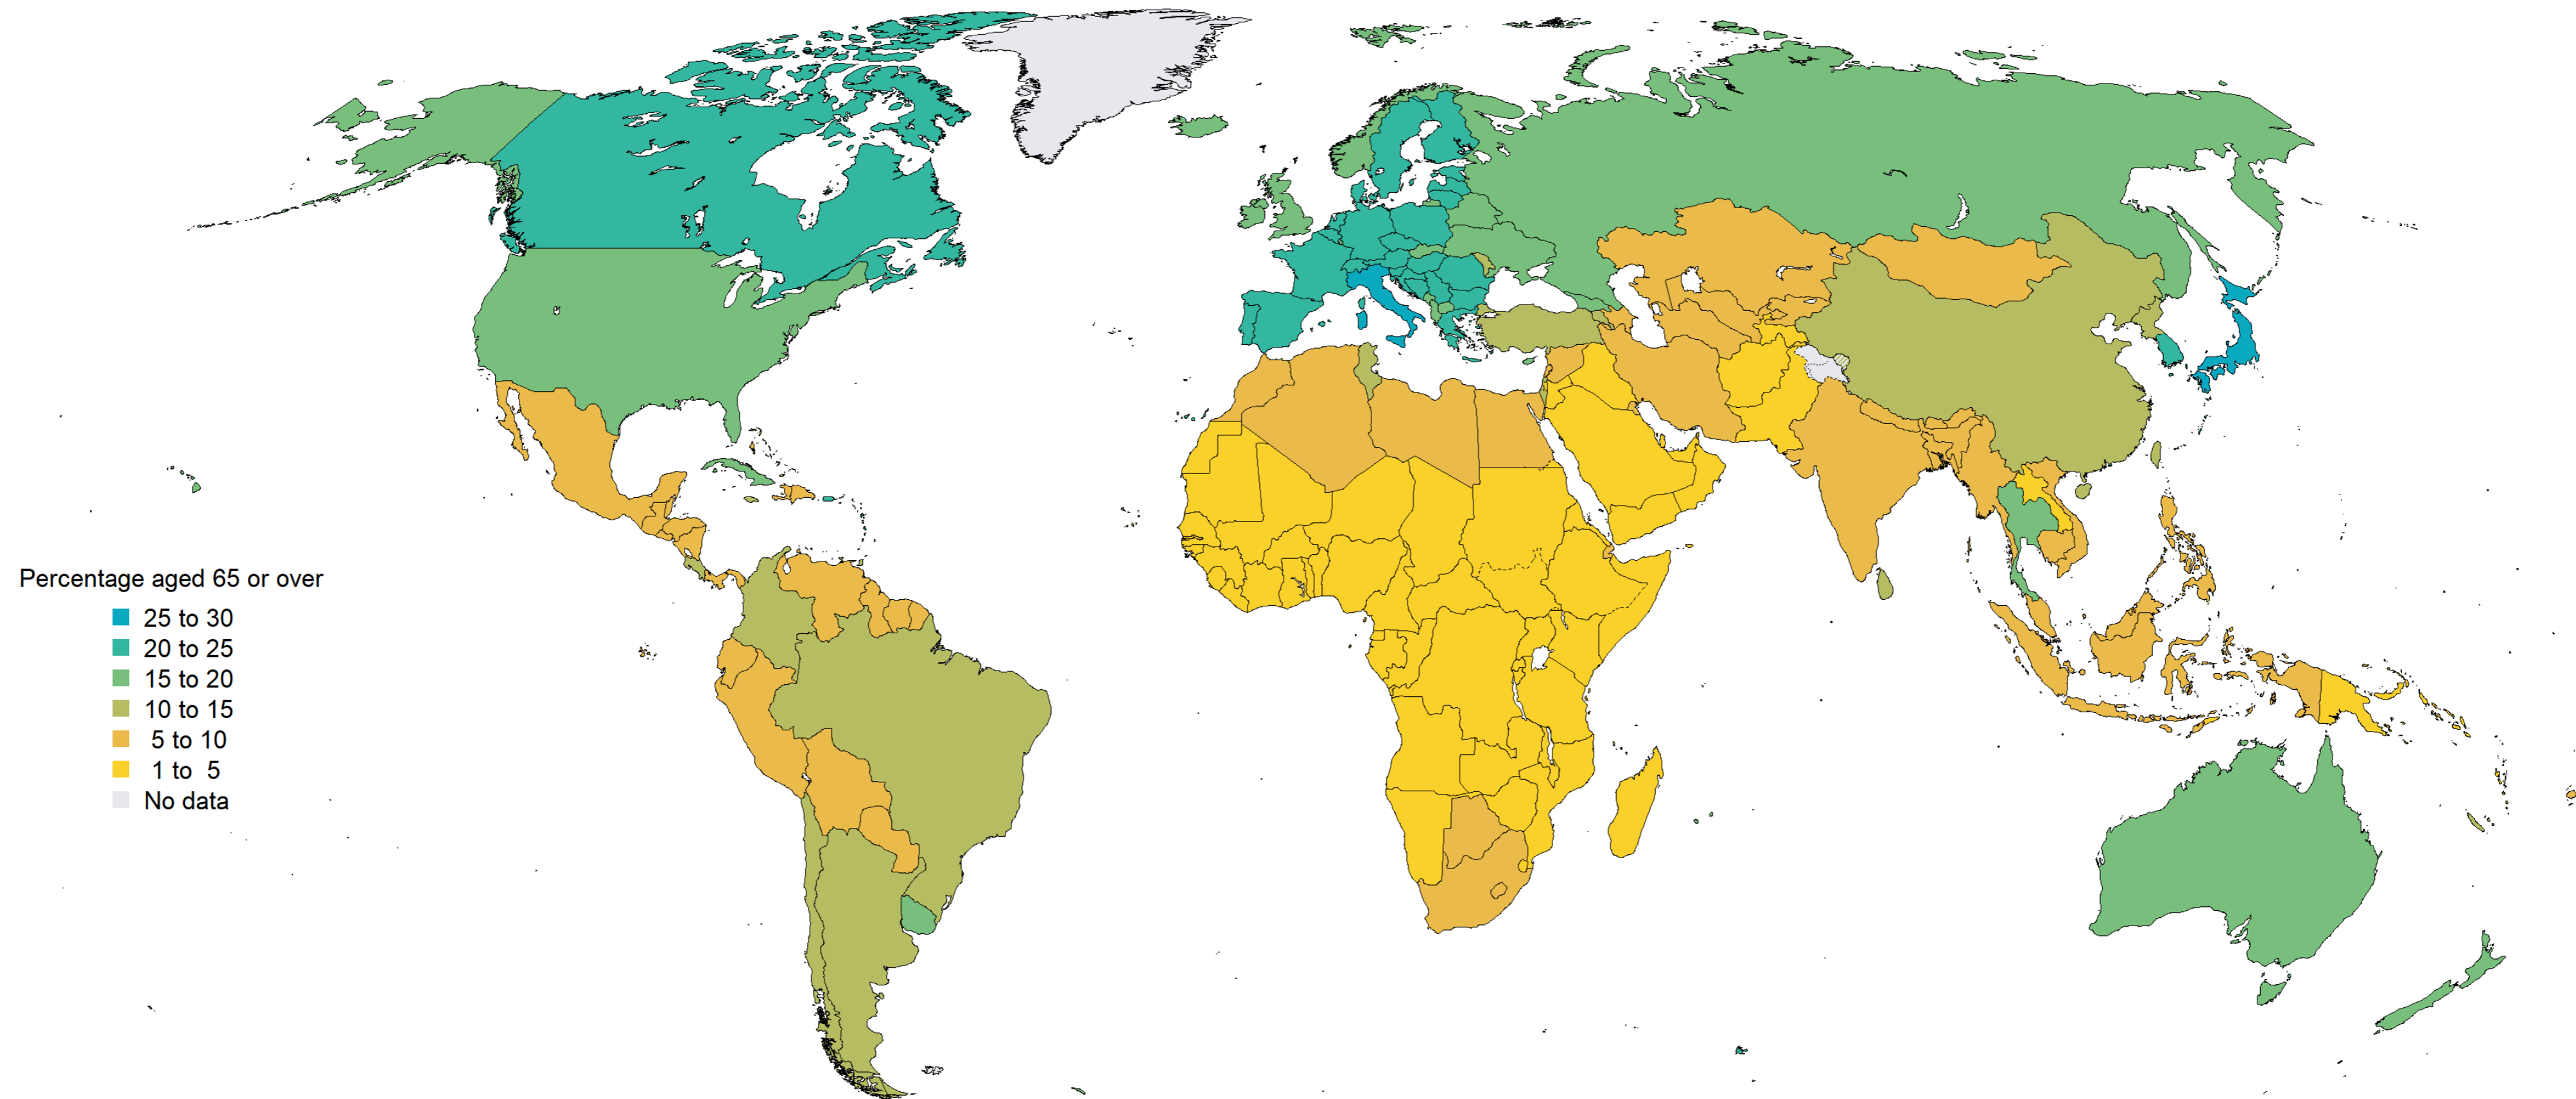 Percentage aged 65 or over
25 to 30
20 to 25
15 to 20
10 to 15
5 to 10
1 to 5
No data